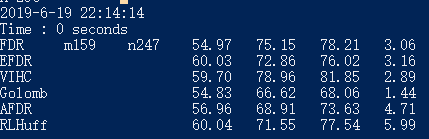 2019-6-19 22:14:14
Time : 0 seconds
FDR m159 n247 54.97 75.15 78.21 3.06
EFDR 60.03 72.86 76.02 3.16
VIHC 59.70 78.96 81.85 2.89
Golomb 54.83 66.62 68.06 1.44
AFDR 56.96 68.91 73.63 4.71
RLHuff 60.04 71.55 77.54 5.99